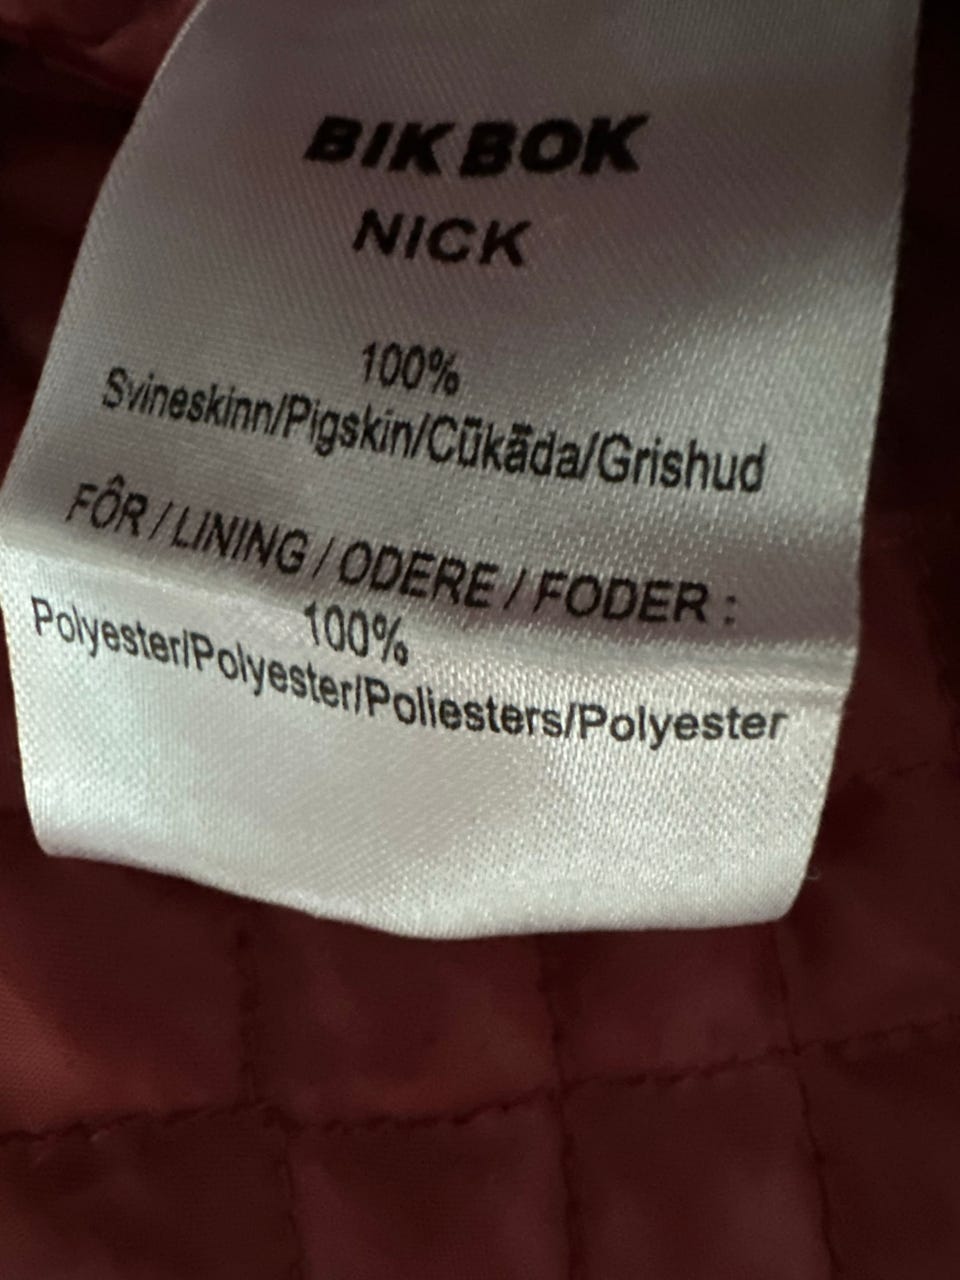 BIK BOK
NICK
100%
Svineskinn/Pigskin/Cūkāda/Grishud
FÔR / LINING / ODERE / FODER :
100%
Polyester/Polyester/Poliesters/Polyester